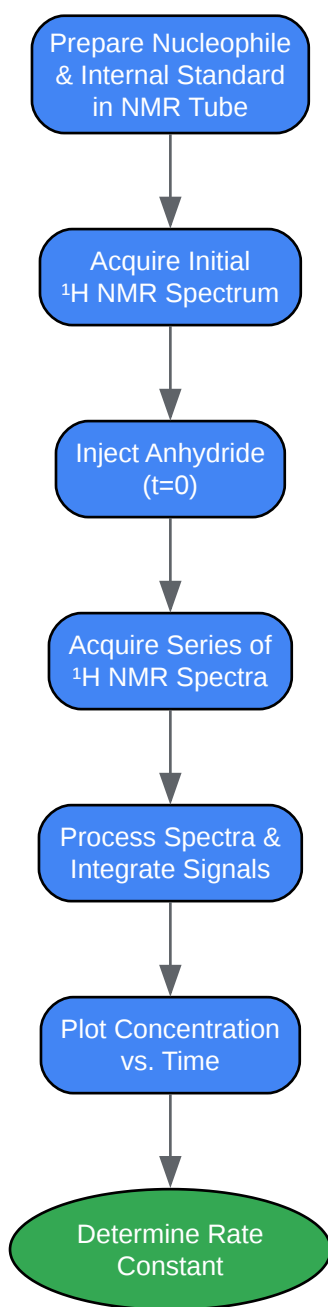 Prepare Nucleophile
& Internal Standard
in NMR Tube
Acquire Initial
¹H NMR Spectrum
Inject Anhydride
(t=0)
Acquire Series of
¹H NMR Spectra
Process Spectra &
Integrate Signals
Plot Concentration
vs. Time
Determine Rate
Constant